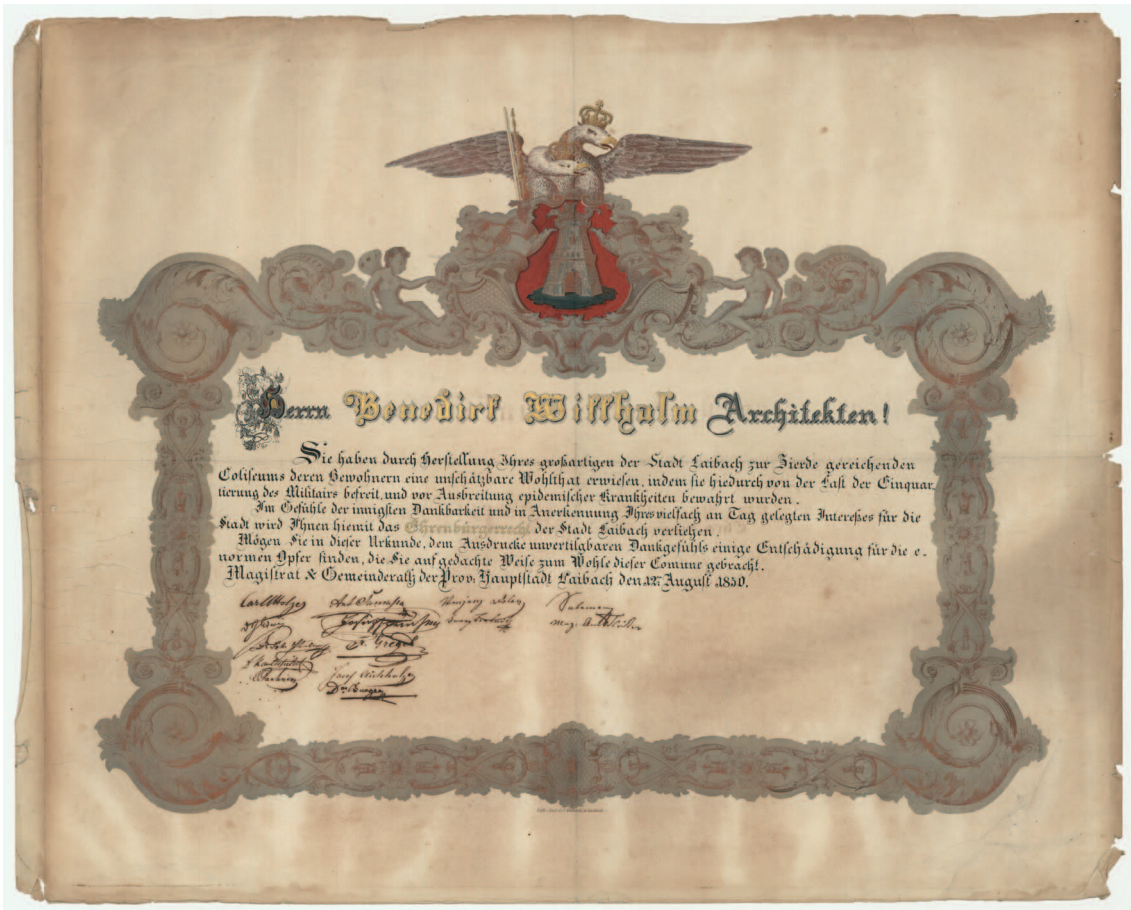 Herrn Benedict Withalm Architekten!
Sie haben durch Herstellung Ihres großartigen der Stadt Laibach zur Zierde gereichenden
Coliseums deren Bewohnern eine unschätzbare Wohlthat erwiesen, indem sie hiedurch von der Last der Einquar-
tierung des Militairs befreit, und vor Ausbreitung epidemischer Krankheiten bewahrt wurden.
Im Gefühle der innigsten Dankbarkeit und in Anerkennung Ihres vielfach an Tag gelegten Intereßes für die
Stadt wird Ihnen hiemit das Ehrenbürgerrecht der Stadt Laibach verliehen.
Mögen Sie in dieser Urkunde, dem Ausdrucke unvertilgbaren Dankgefühls einige Entschädigung für die e-
normen Opfer finden, die Sie auf gedachte Weise zum Wohle dieser Comune gebracht.
Magistrat & Gemeinderath der Prov: Hauptstadt Laibach den 12. August 1850.